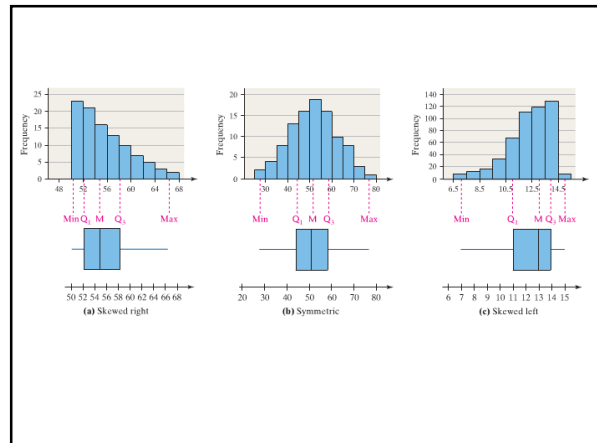 25
20
15
10
5
0
Frequency
48 52 56 60 64 68
Min Q₁ M Q₃ Max
50 52 54 56 58 60 62 64 66 68
(a) Skewed right
20
15
10
5
0
Frequency
30 40 50 60 70 80
Min Q₁ M Q₃ Max
20 30 40 50 60 70 80
(b) Symmetric
140
120
100
80
60
40
20
0
Frequency
6.5 8.5 10.5 12.5 14.5
Min Q₁ M Q₃ Max
6 7 8 9 10 11 12 13 14 15
(c) Skewed left